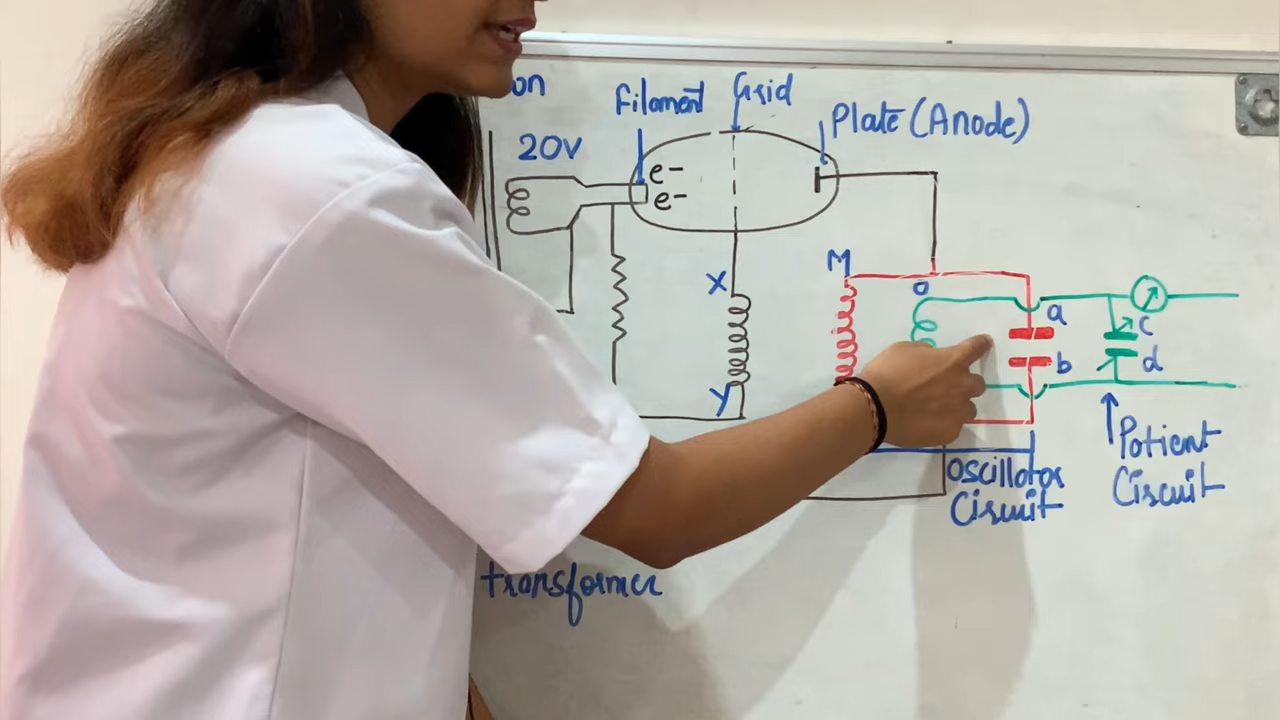 on
Filament
Grid
Plate (Anode)
20V
e-
e-
M
X
o
a
c
b
d
Y
Patient
Circuit
Oscillator
Circuit
transformer